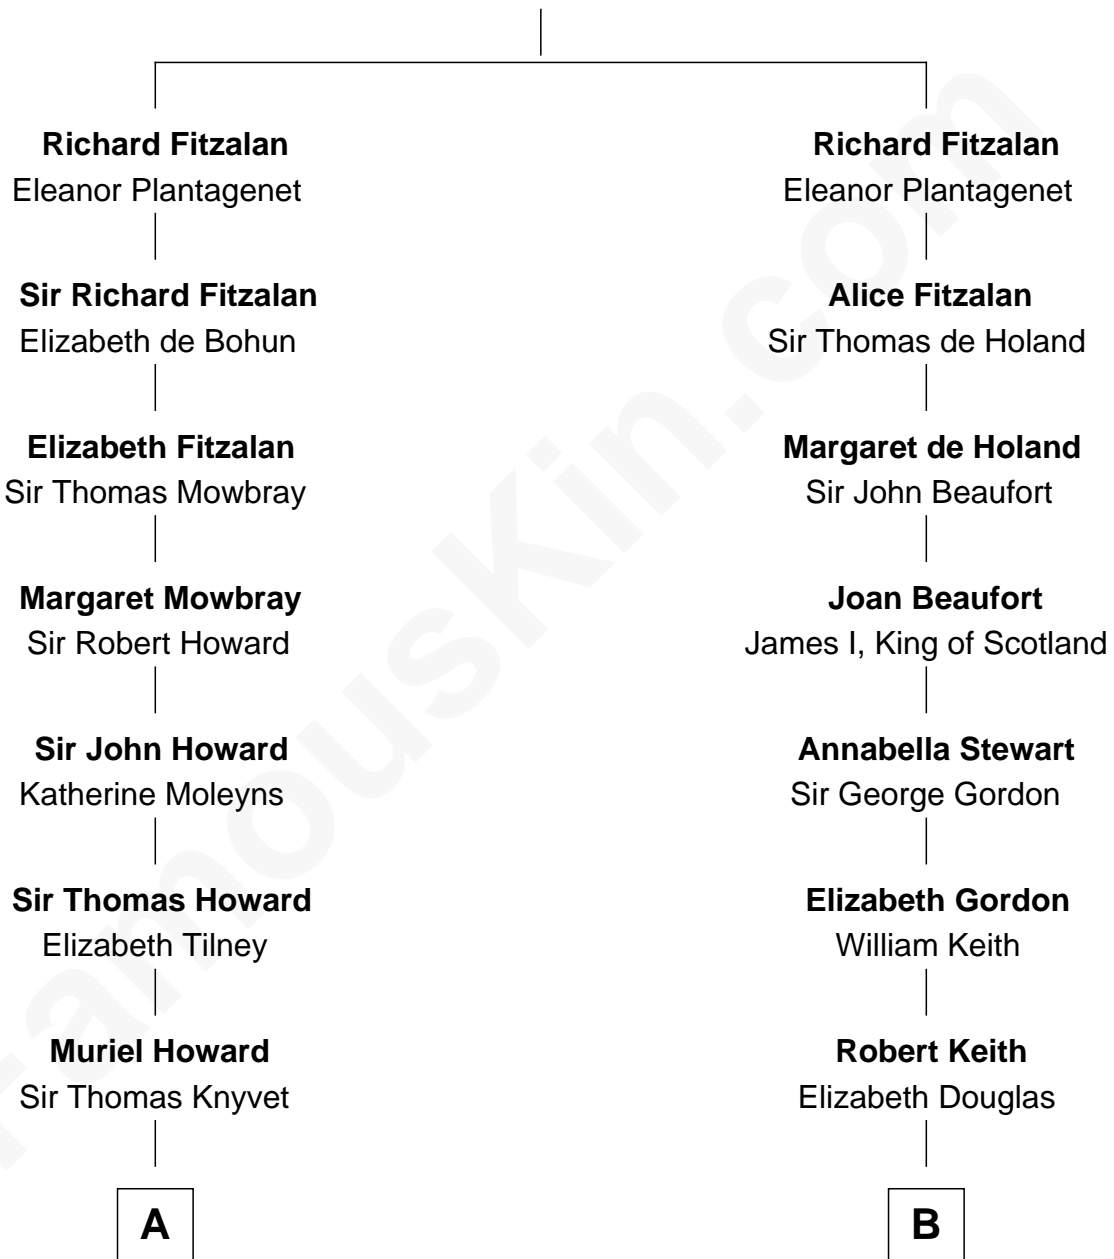 Richard Fitzalan
Eleanor Plantagenet
Sir Richard Fitzalan
Elizabeth de Bohun
Elizabeth Fitzalan
Sir Thomas Mowbray
Margaret Mowbray
Sir Robert Howard
Sir John Howard
Katherine Moleyns
Sir Thomas Howard
Elizabeth Tilney
Muriel Howard
Sir Thomas Knyvet
A
Richard Fitzalan
Eleanor Plantagenet
Alice Fitzalan
Sir Thomas de Holand
Margaret de Holand
Sir John Beaufort
Joan Beaufort
James I, King of Scotland
Annabella Stewart
Sir George Gordon
Elizabeth Gordon
William Keith
Robert Keith
Elizabeth Douglas
B
FamousKin.com